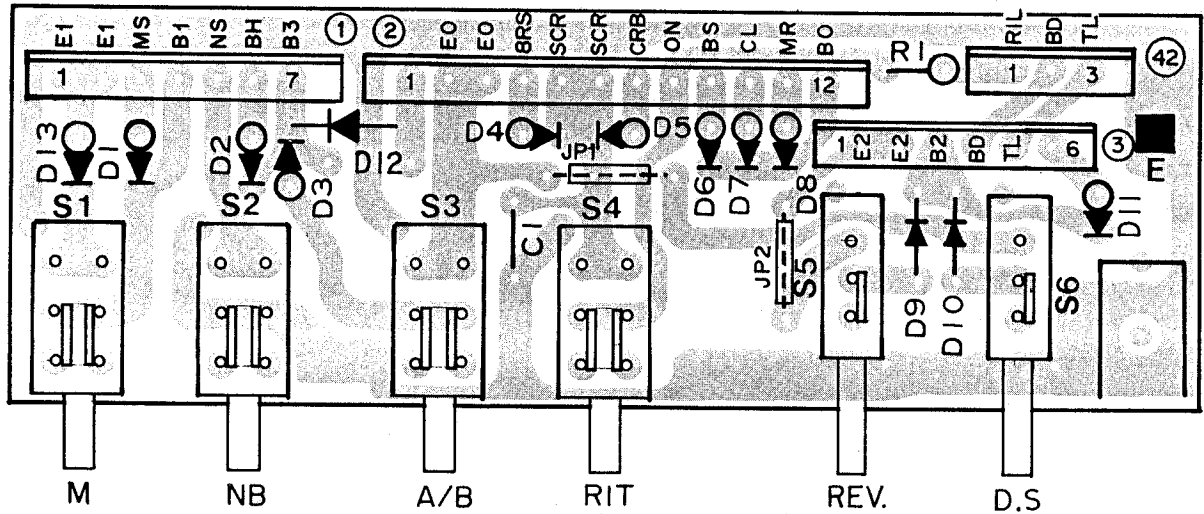 E1 E1 MS B1 NS BH B3 ① ② E0 E0 BRS SCR SCR CRB ON BS CL MR BO RIL BD TL
1 7 1 12 R1 1 3 42
D13 D1 D2 D3 D12 D4 D5 D6 D7 D8 1 E2 E2 B2 BD TL 6 ③ E
JP1
S1 S2 S3 S4 D11
C1 JP2 S5 D9 D10 S6
M NB A/B RIT REV. D.S